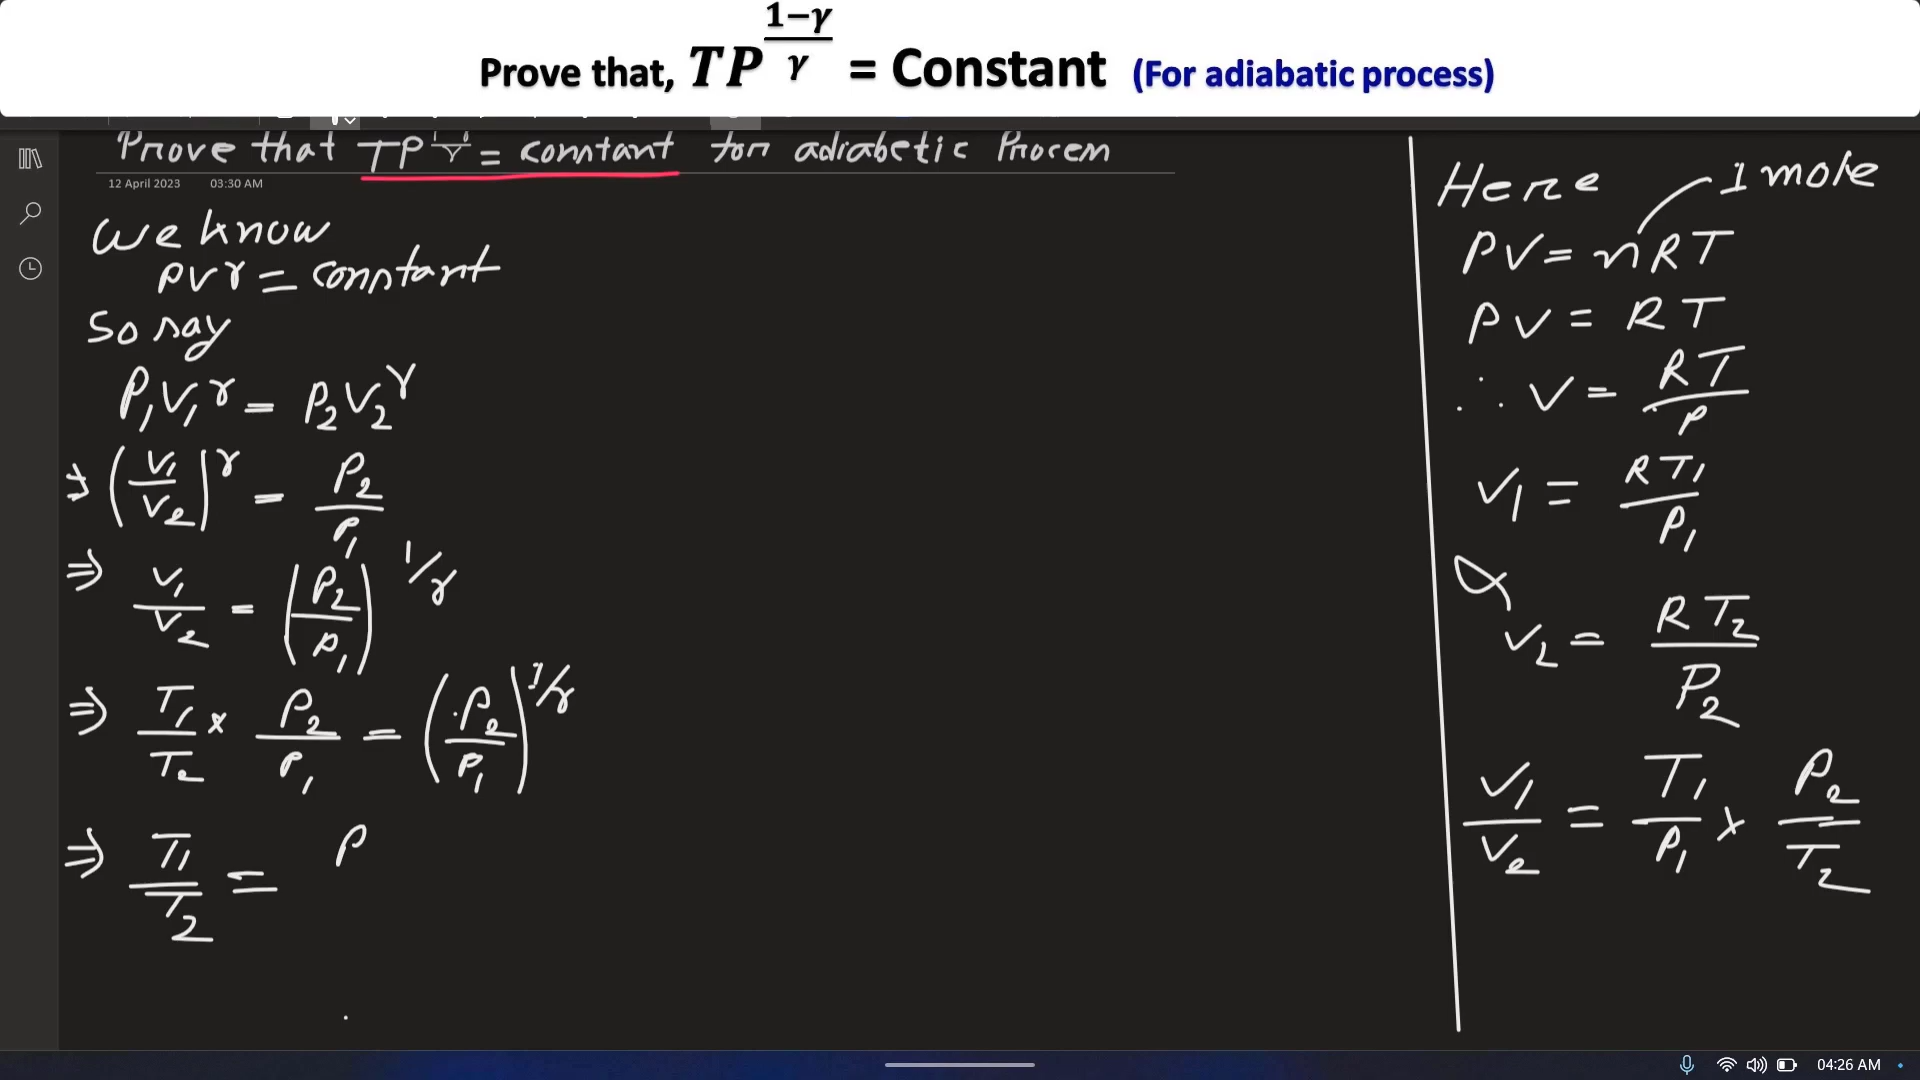 Prove that, TP^((1−γ)/γ) = Constant (For adiabatic process)
Prove that TP^((1-γ)/γ) = constant for adiabetic Process
12 April 2023 03:30 AM
We know
PVγ = constant
So say
P₁V₁^γ = P₂V₂^γ
⇒ (V₁/V₂)^γ = P₂/P₁
⇒ V₁/V₂ = (P₂/P₁)^(1/γ)
⇒ T₁/T₂ × P₂/P₁ = (P₂/P₁)^(1/γ)
⇒ T₁/T₂ = P
Here 1 mole
PV = nRT
PV = RT
∴ V = RT/P
V₁ = RT₁/P₁
&
V₂ = RT₂/P₂
V₁/V₂ = T₁/P₁ × P₂/T₂
04:26 AM